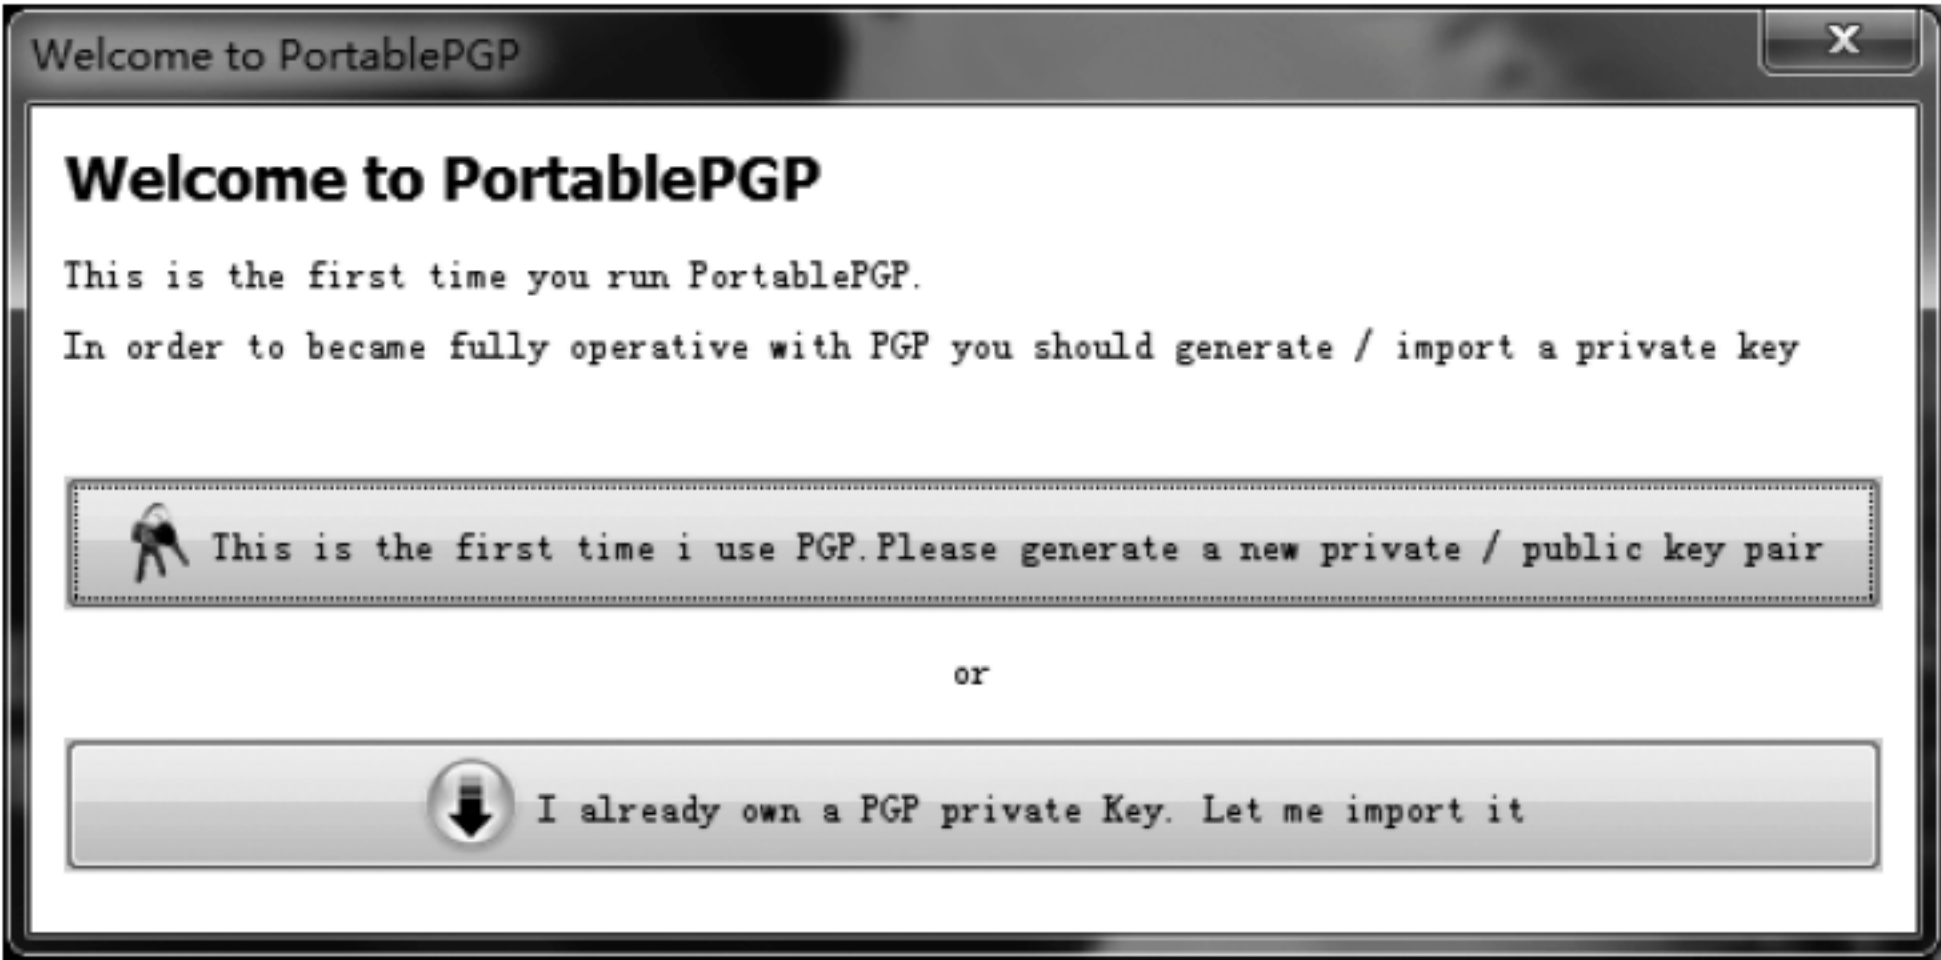 Welcome to PortablePGP
Welcome to PortablePGP
This is the first time you run PortablePGP.
In order to became fully operative with PGP you should generate / import a private key
This is the first time i use PGP.Please generate a new private / public key pair
or
I already own a PGP private Key. Let me import it